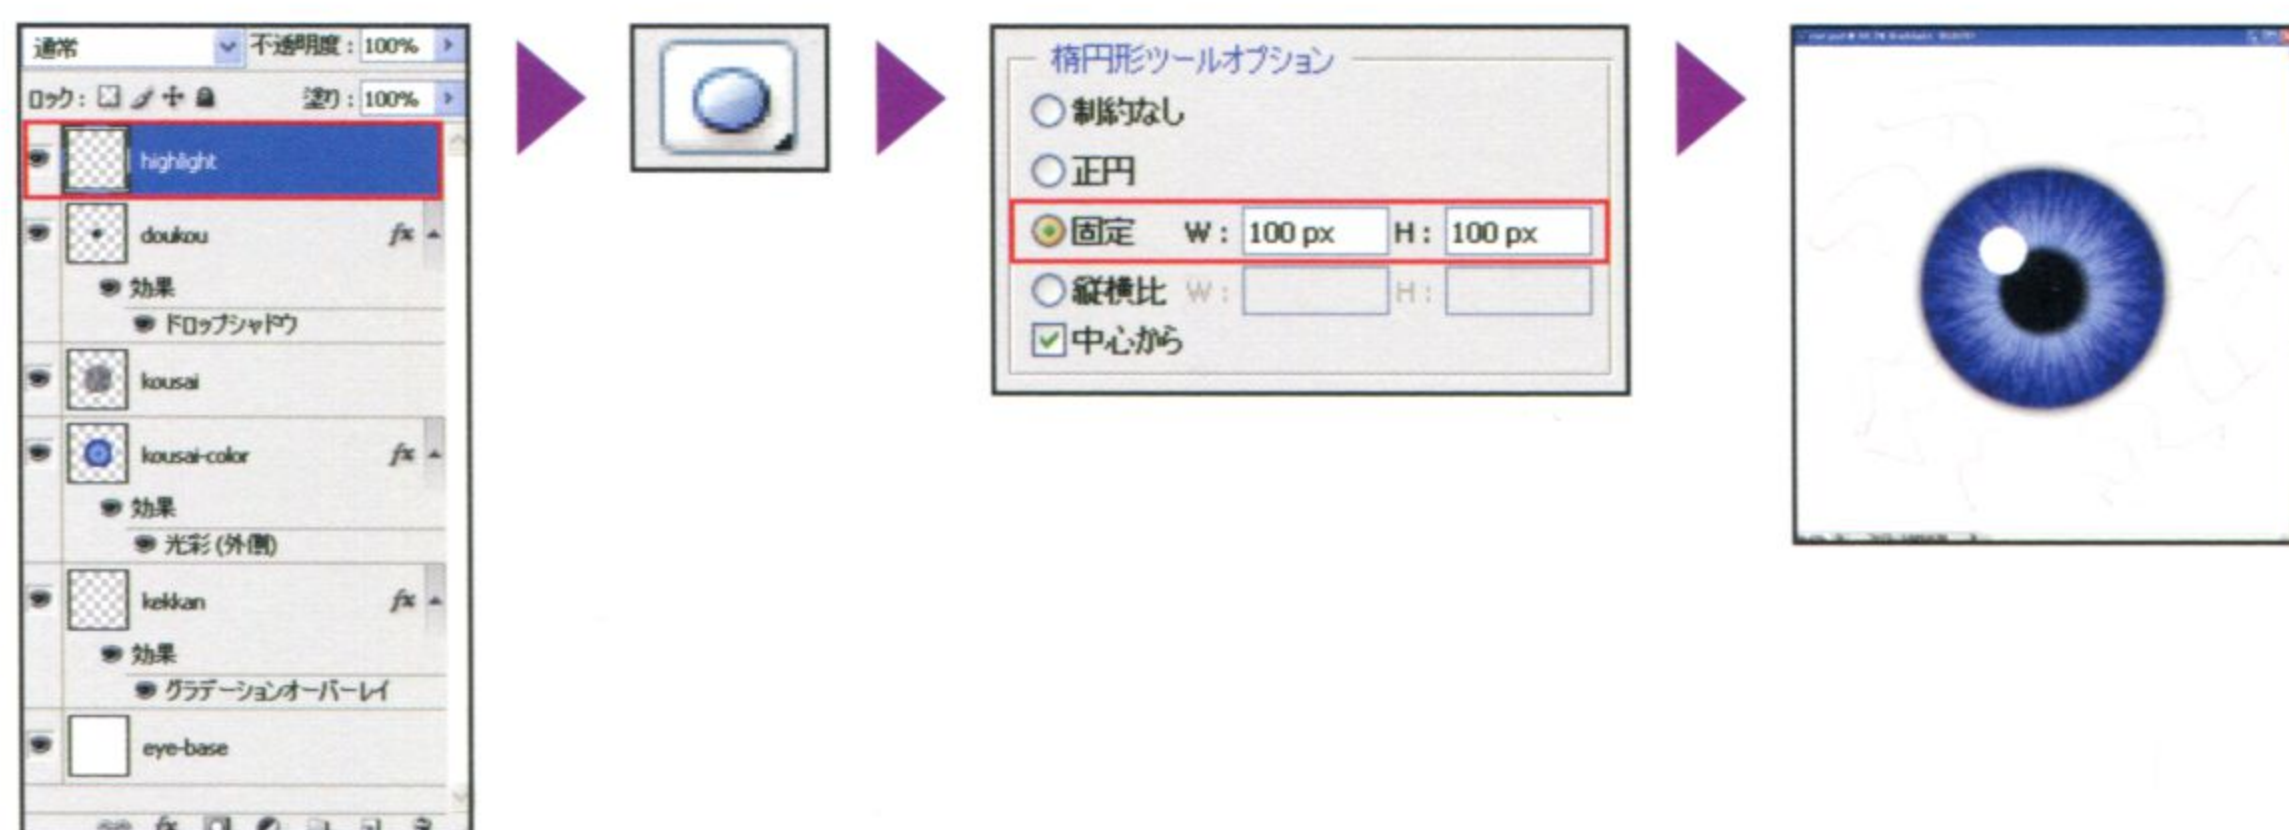 通常 不透明度: 100%
ロック: 塗り: 100%
highlight
doukou fx
効果
ドロップシャドウ
kousai
kousai-color fx
効果
光彩 (外側)
kekkan fx
効果
グラデーションオーバーレイ
eye-base
fx
楕円形ツールオプション
制約なし
正円
固定 W: 100 px H: 100 px
縦横比 W: H:
中心から